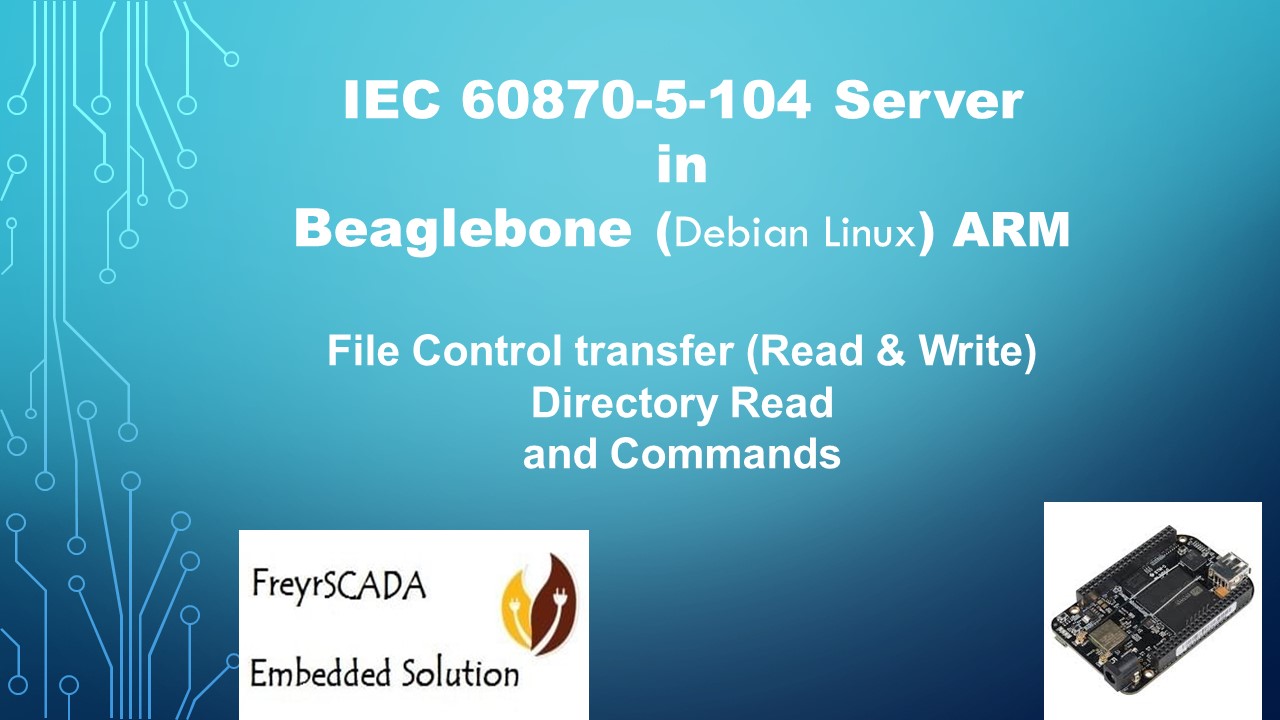 IEC 60870-5-104 Server
in
Beaglebone (Debian Linux) ARM
File Control transfer (Read & Write)
Directory Read
and Commands
FreyrSCADA
Embedded Solution